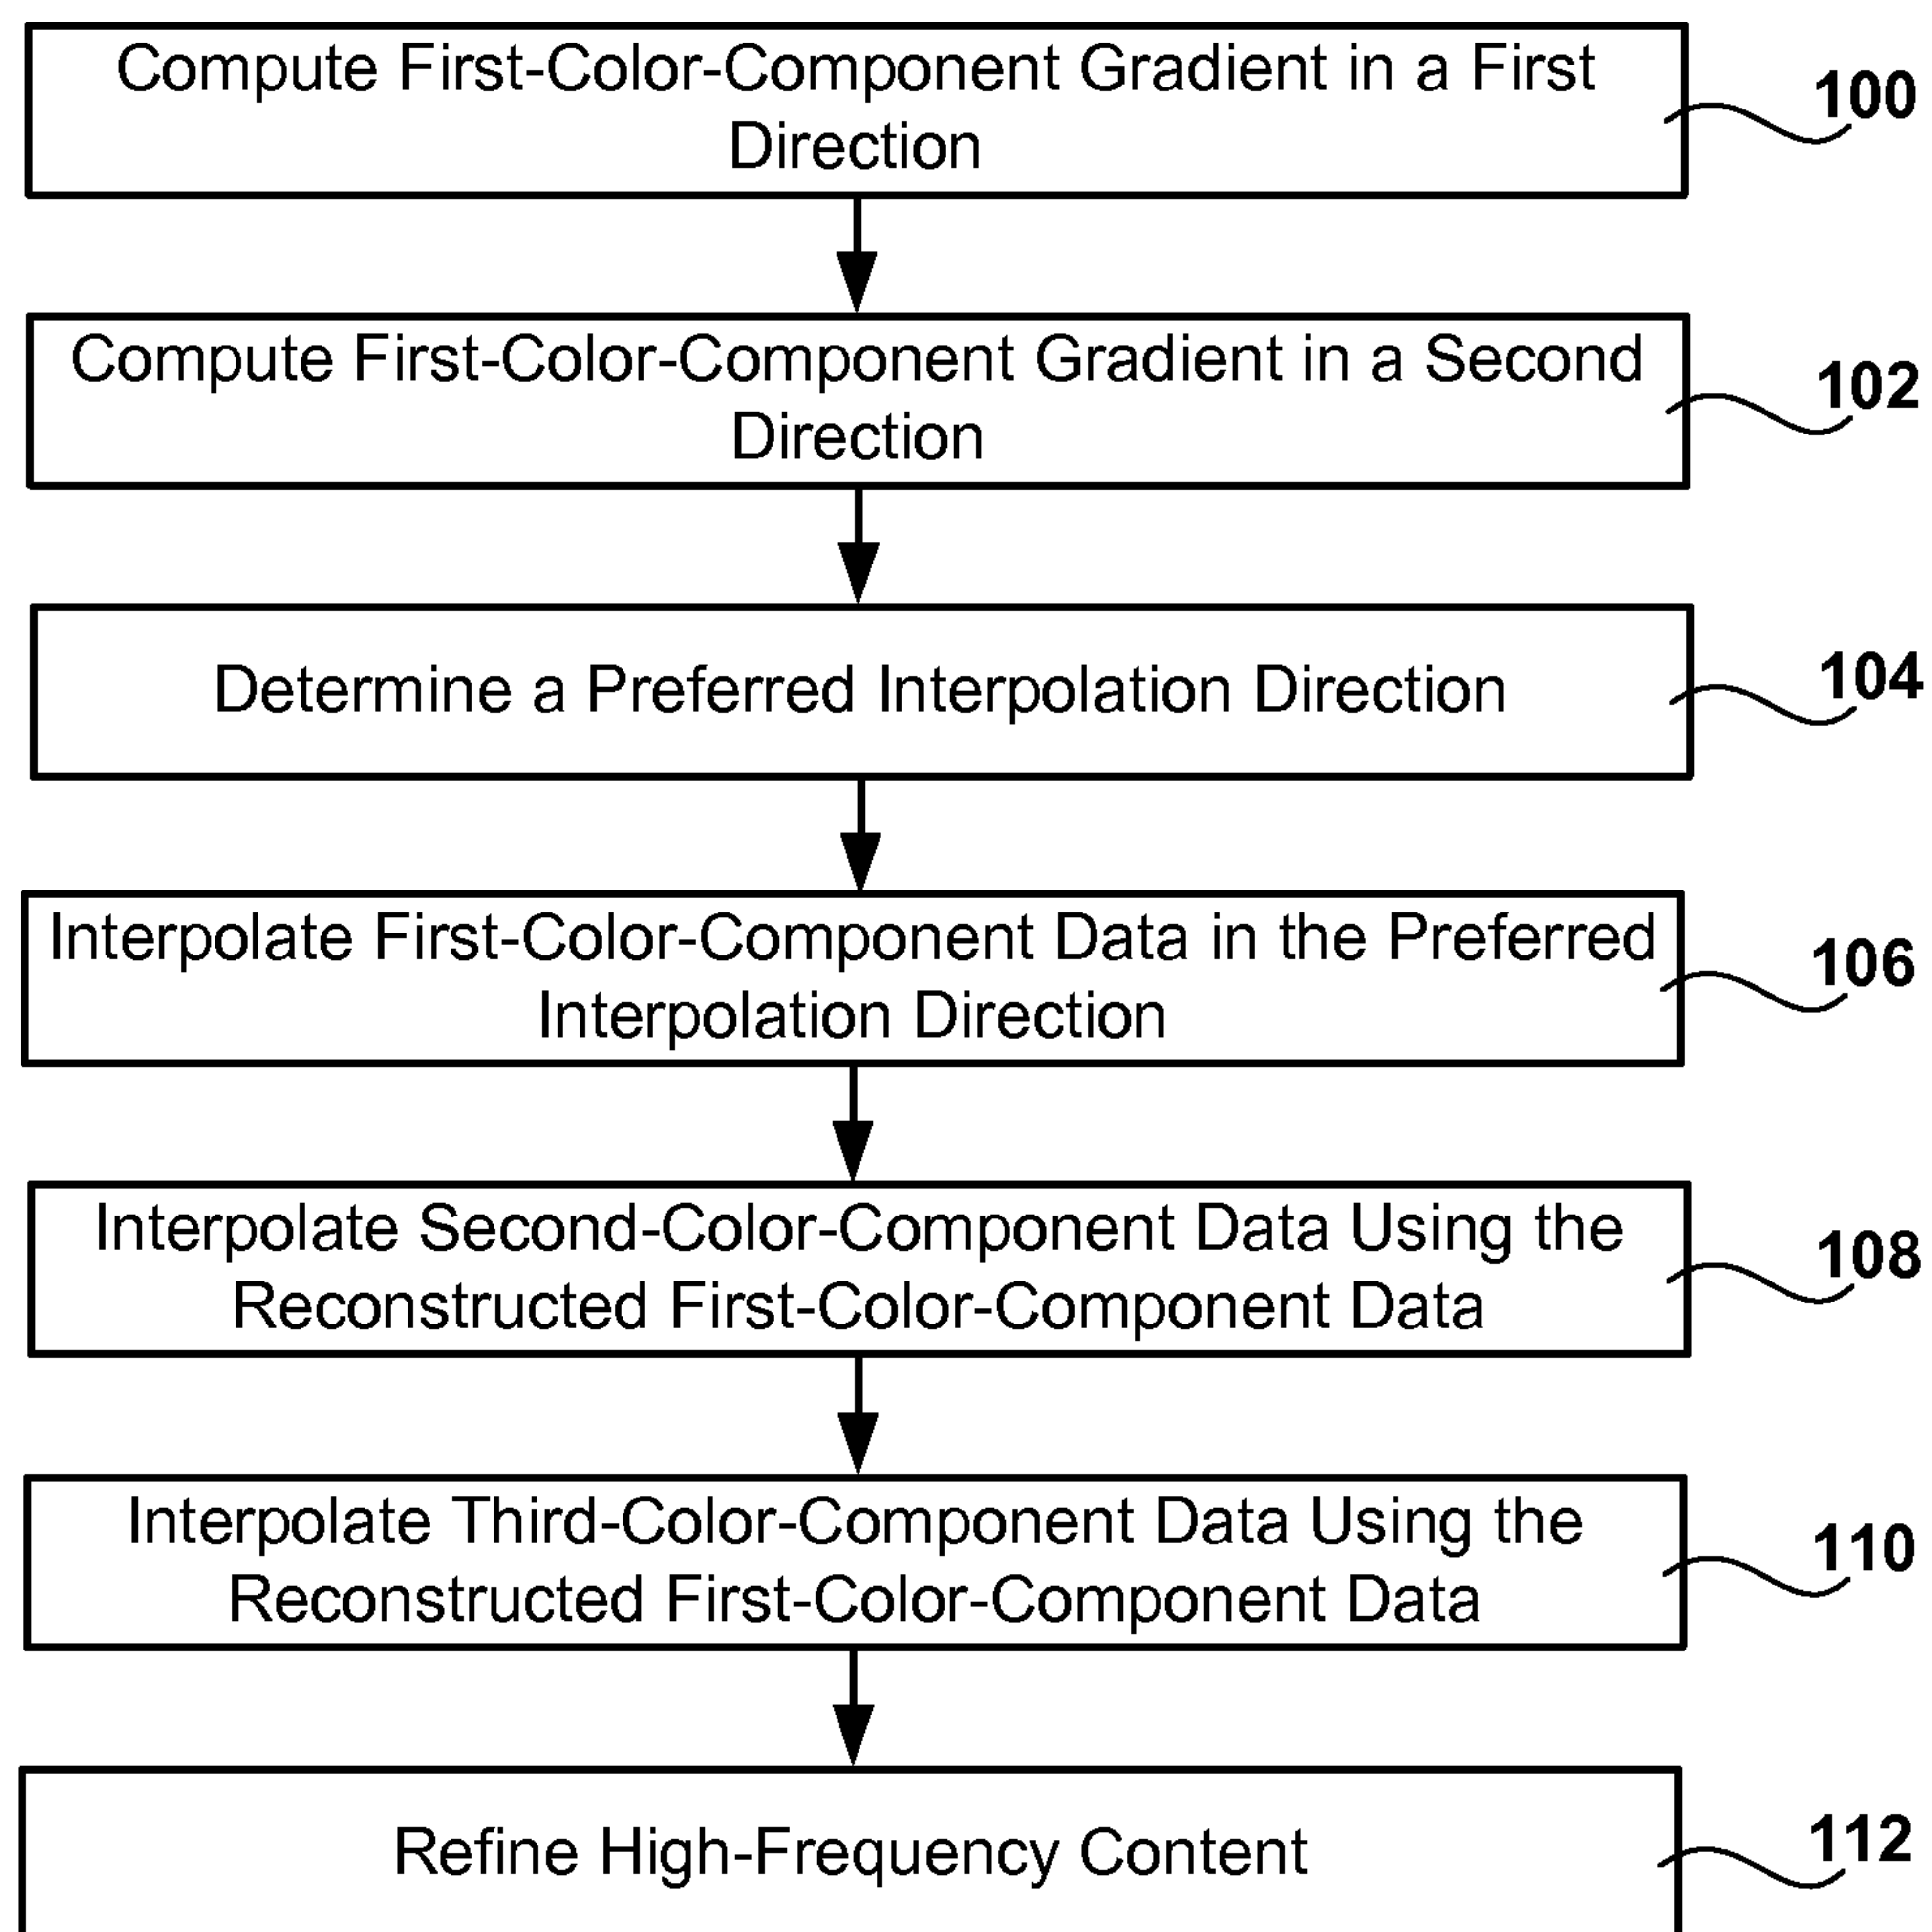 Compute First-Color-Component Gradient in a First
Direction
100
Compute First-Color-Component Gradient in a Second
Direction
102
Determine a Preferred Interpolation Direction
104
Interpolate First-Color-Component Data in the Preferred
Interpolation Direction
106
Interpolate Second-Color-Component Data Using the
Reconstructed First-Color-Component Data
108
Interpolate Third-Color-Component Data Using the
Reconstructed First-Color-Component Data
110
Refine High-Frequency Content
112